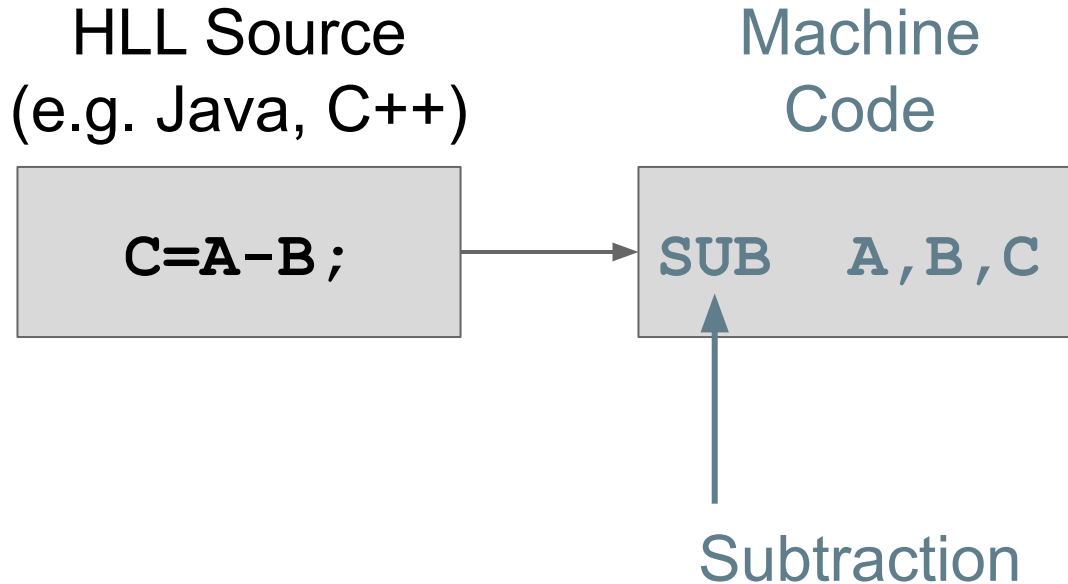 HLL Source
(e.g. Java, C++)
Machine
Code
C=A-B;
SUB A,B,C
Subtraction